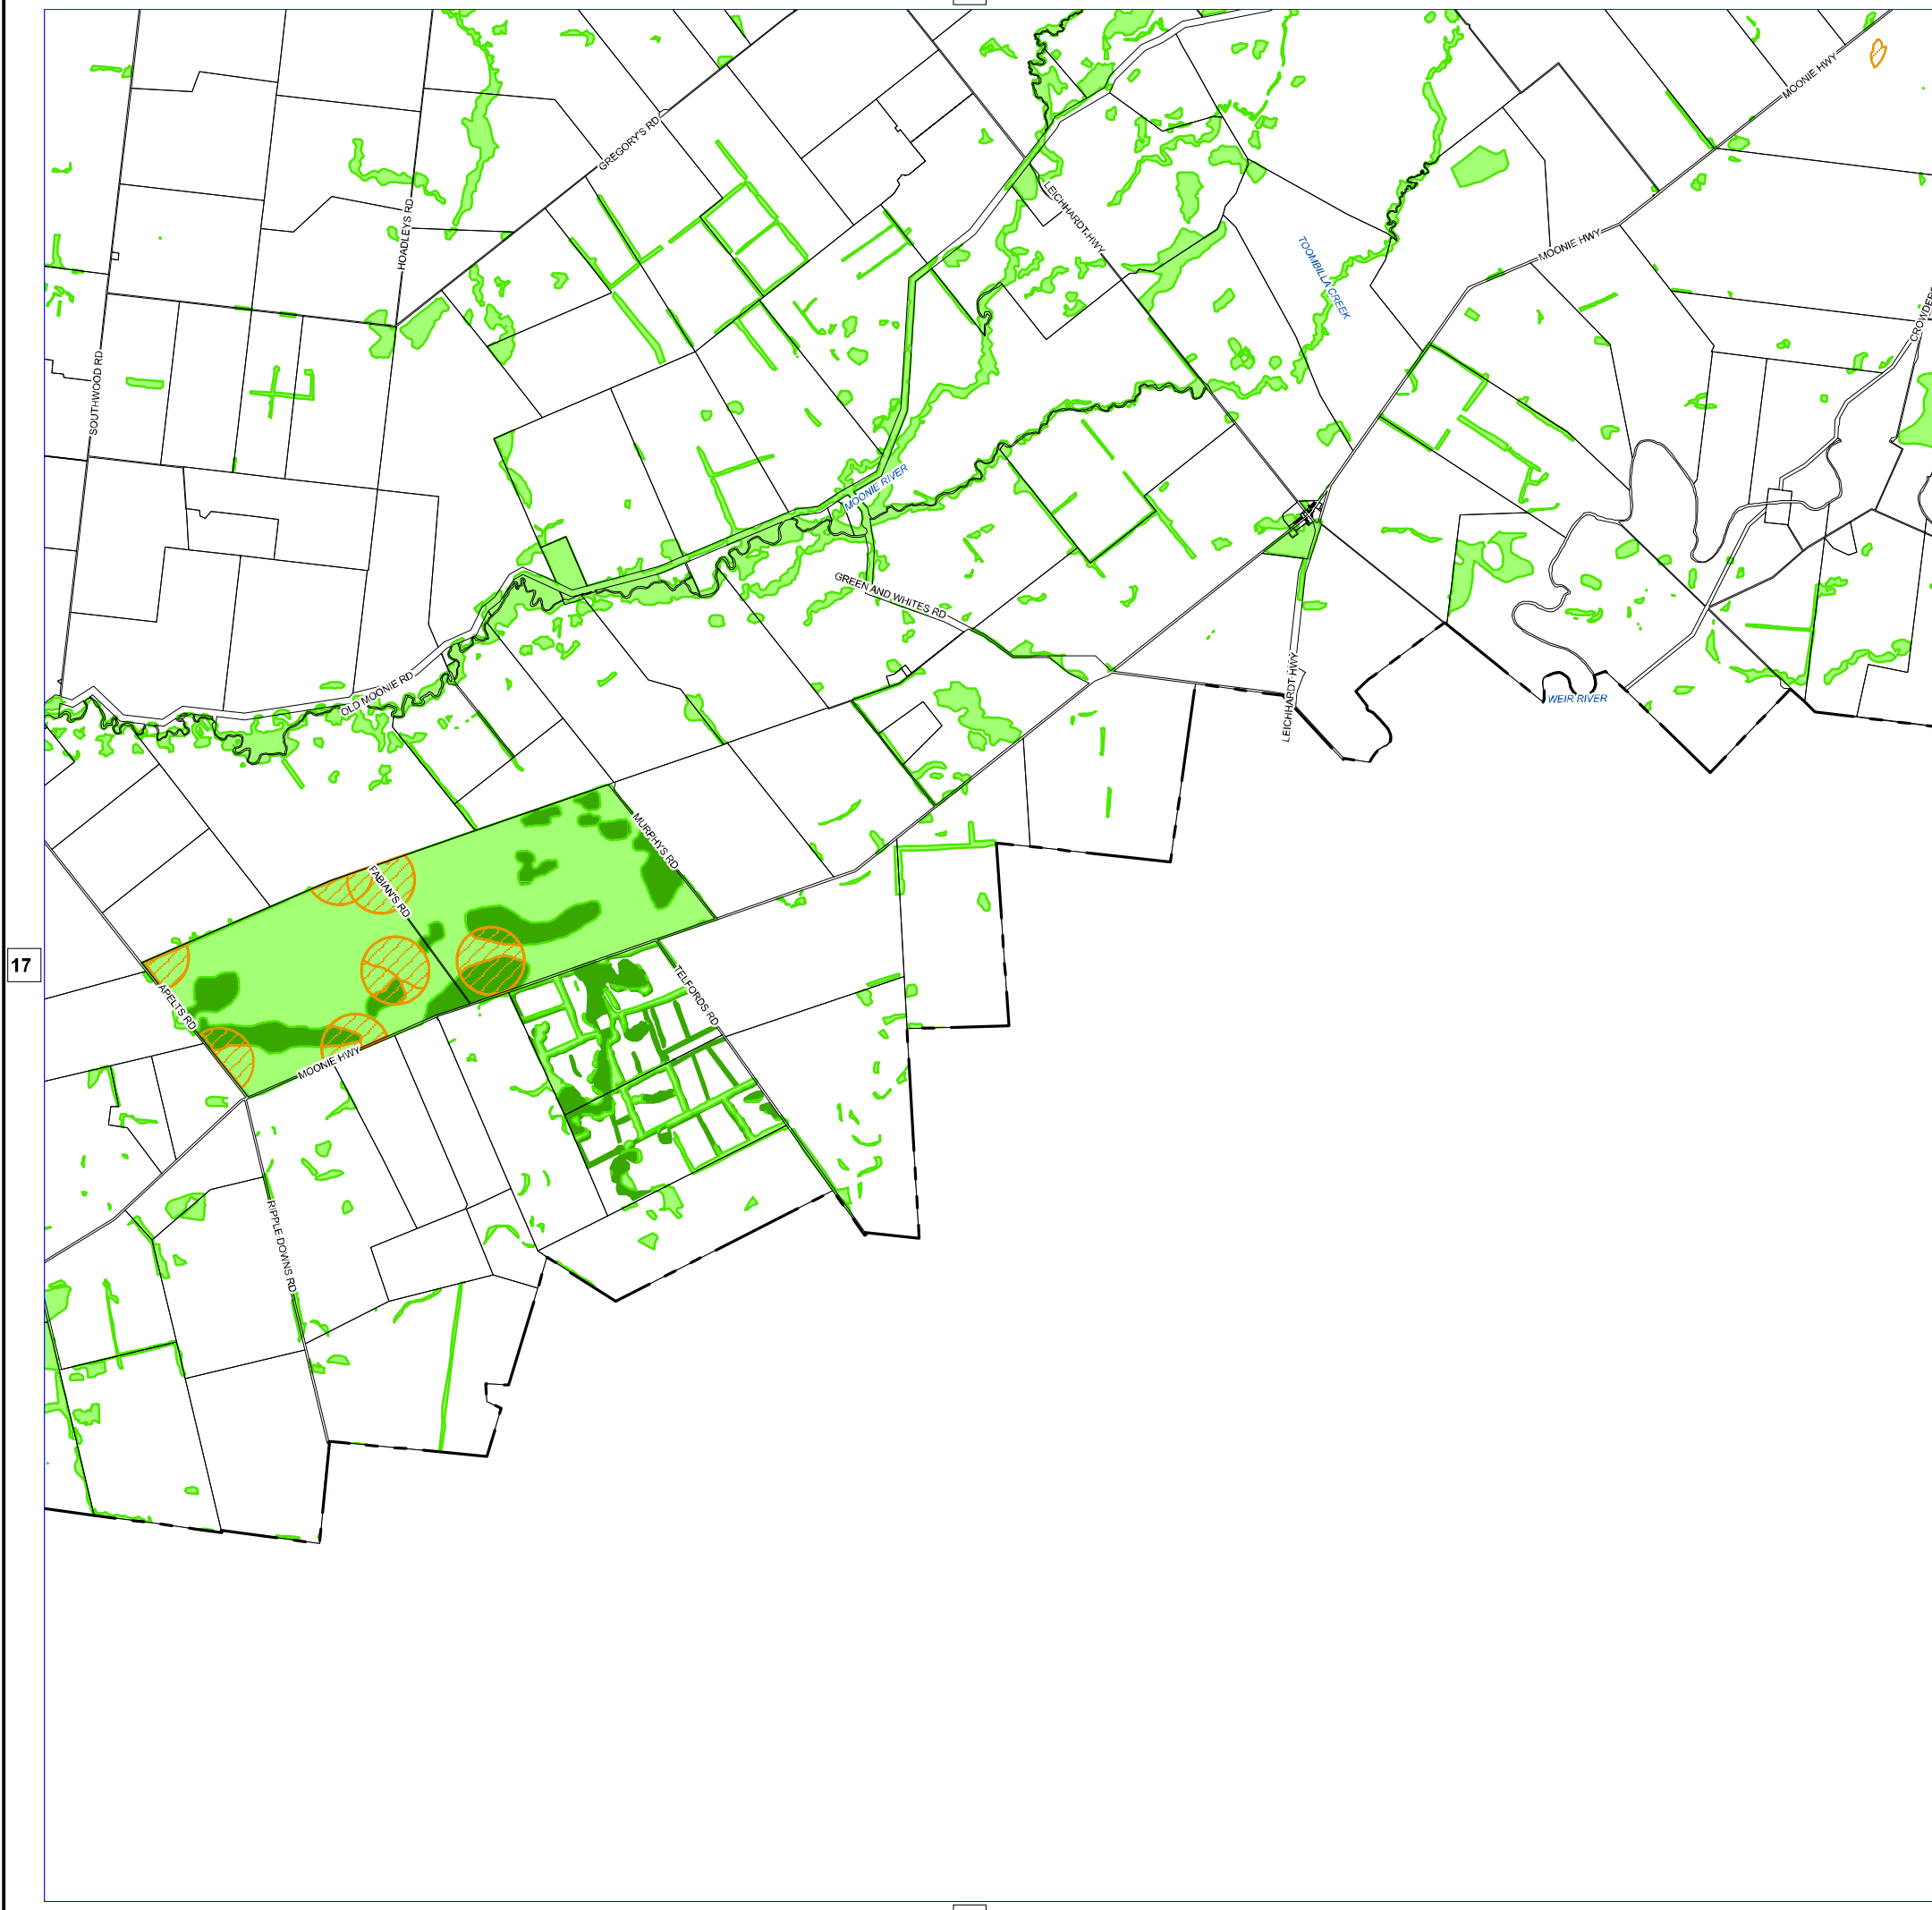 MOONIE HWY
GREGORY'S RD
LEICHHARDT HWY
HOADLEYS RD
MOONIE HWY
TOOMBILLA CREEK
SOUTHWOOD RD
MOONIE RIVER
GREEN AND WHITES RD
OLD MOONIE RD
LEICHHARDT HWY
WEIR RIVER
MURPHYS RD
FABIAN'S RD
17
APELTS RD
TELFORDS RD
MOONIE HWY
RIPPLE DOWNS RD